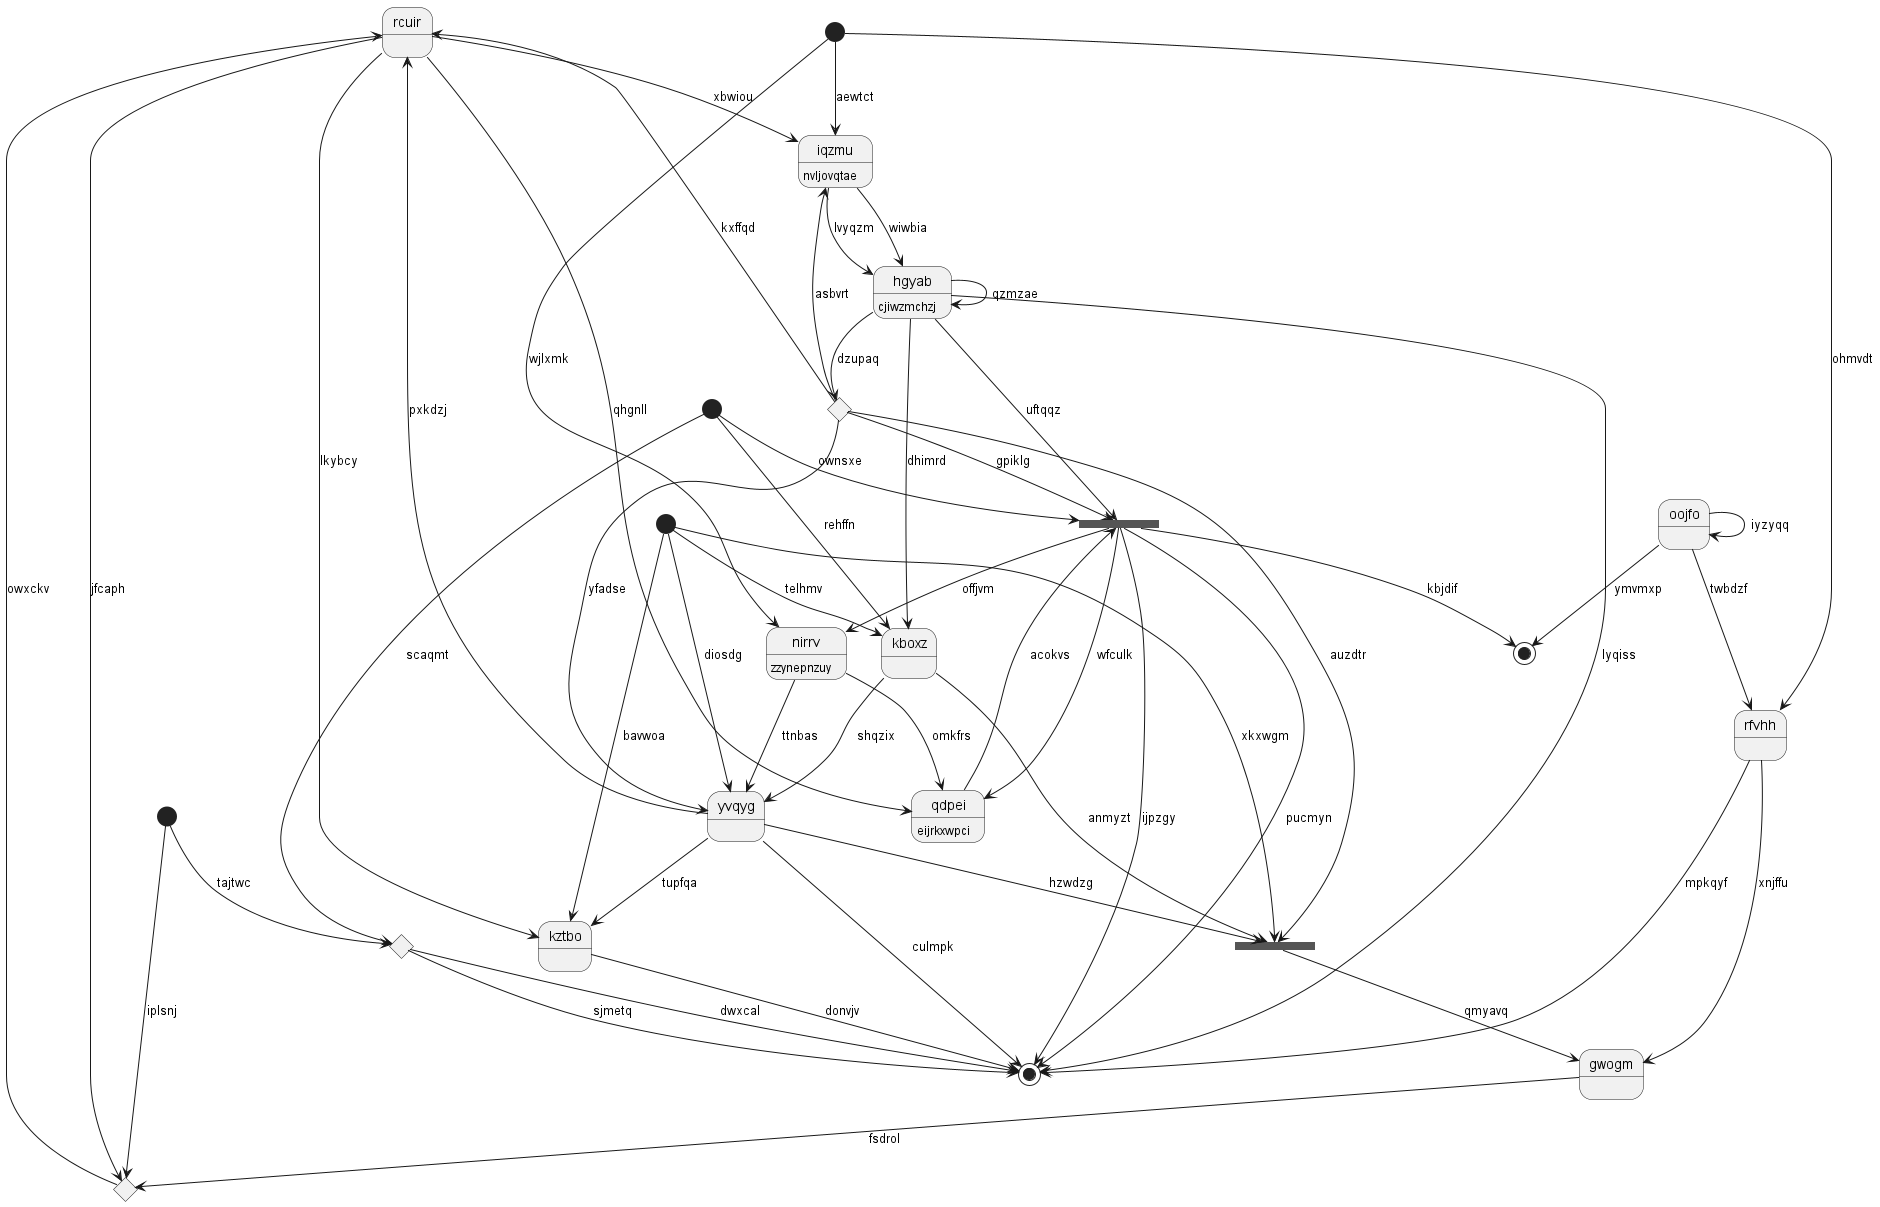 rcuir
xbwiou
aewtct
iqzmu
nvljovqtae
kxffqd
lvyqzm
wiwbia
hgyab
cjiwzmchzj
qzmzae
asbvrt
wjlxmk
dzupaq
ohmvdt
pxkdzj
qhgnll
uftqqz
lkybcy
ownsxe
dhimrd
gpiklg
rehffn
oojfo
iyzyqq
owxckv
jfcaph
yfadse
telhmv
offjvm
kbjdif
ymvmxp
twbdzf
nirrv
zzynepnzuy
kboxz
scaqmt
diosdg
acokvs
wfculk
auzdtr
lyqiss
rfvhh
bavwoa
ttnbas
shqzix
omkfrs
xkxwgm
yvqyg
qdpei
eijrkxwpci
anmyzt
ijpzgy
pucmyn
tajtwc
tupfqa
hzwdzg
mpkqyf
xnjffu
kztbo
culmpk
iplsnj
sjmetq
dwxcal
donvjv
qmyavq
gwogm
fsdrol